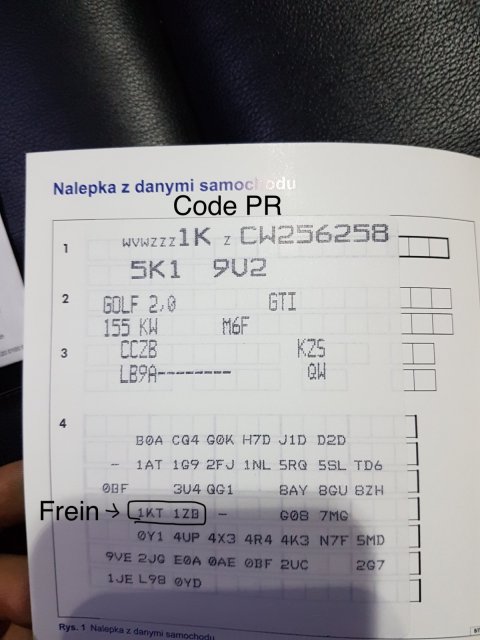 Nalepka z danymi samochodu
Code PR
1
WVWZZZ1K Z CW256258
5K1 9U2
2
GOLF 2,0 GTI
155 KW M6F
3
CCZB KZS
LB9A-------- QW
4
B0A CG4 G0K H7D J1D D2D
- 1AT 1G9 2FJ 1NL 5RQ 5SL TD6
0BF 3U4 QG1 8AY 8GU 8ZH
Frein → 1KT 1ZB - G08 7MG
0Y1 4UP 4X3 4R4 4K3 N7F 5MD
9VE 2JG E0A 0AE 0BF 2UC 2G7
1JE L98 0YD
Rys. 1 Nalepka z danymi samochodu